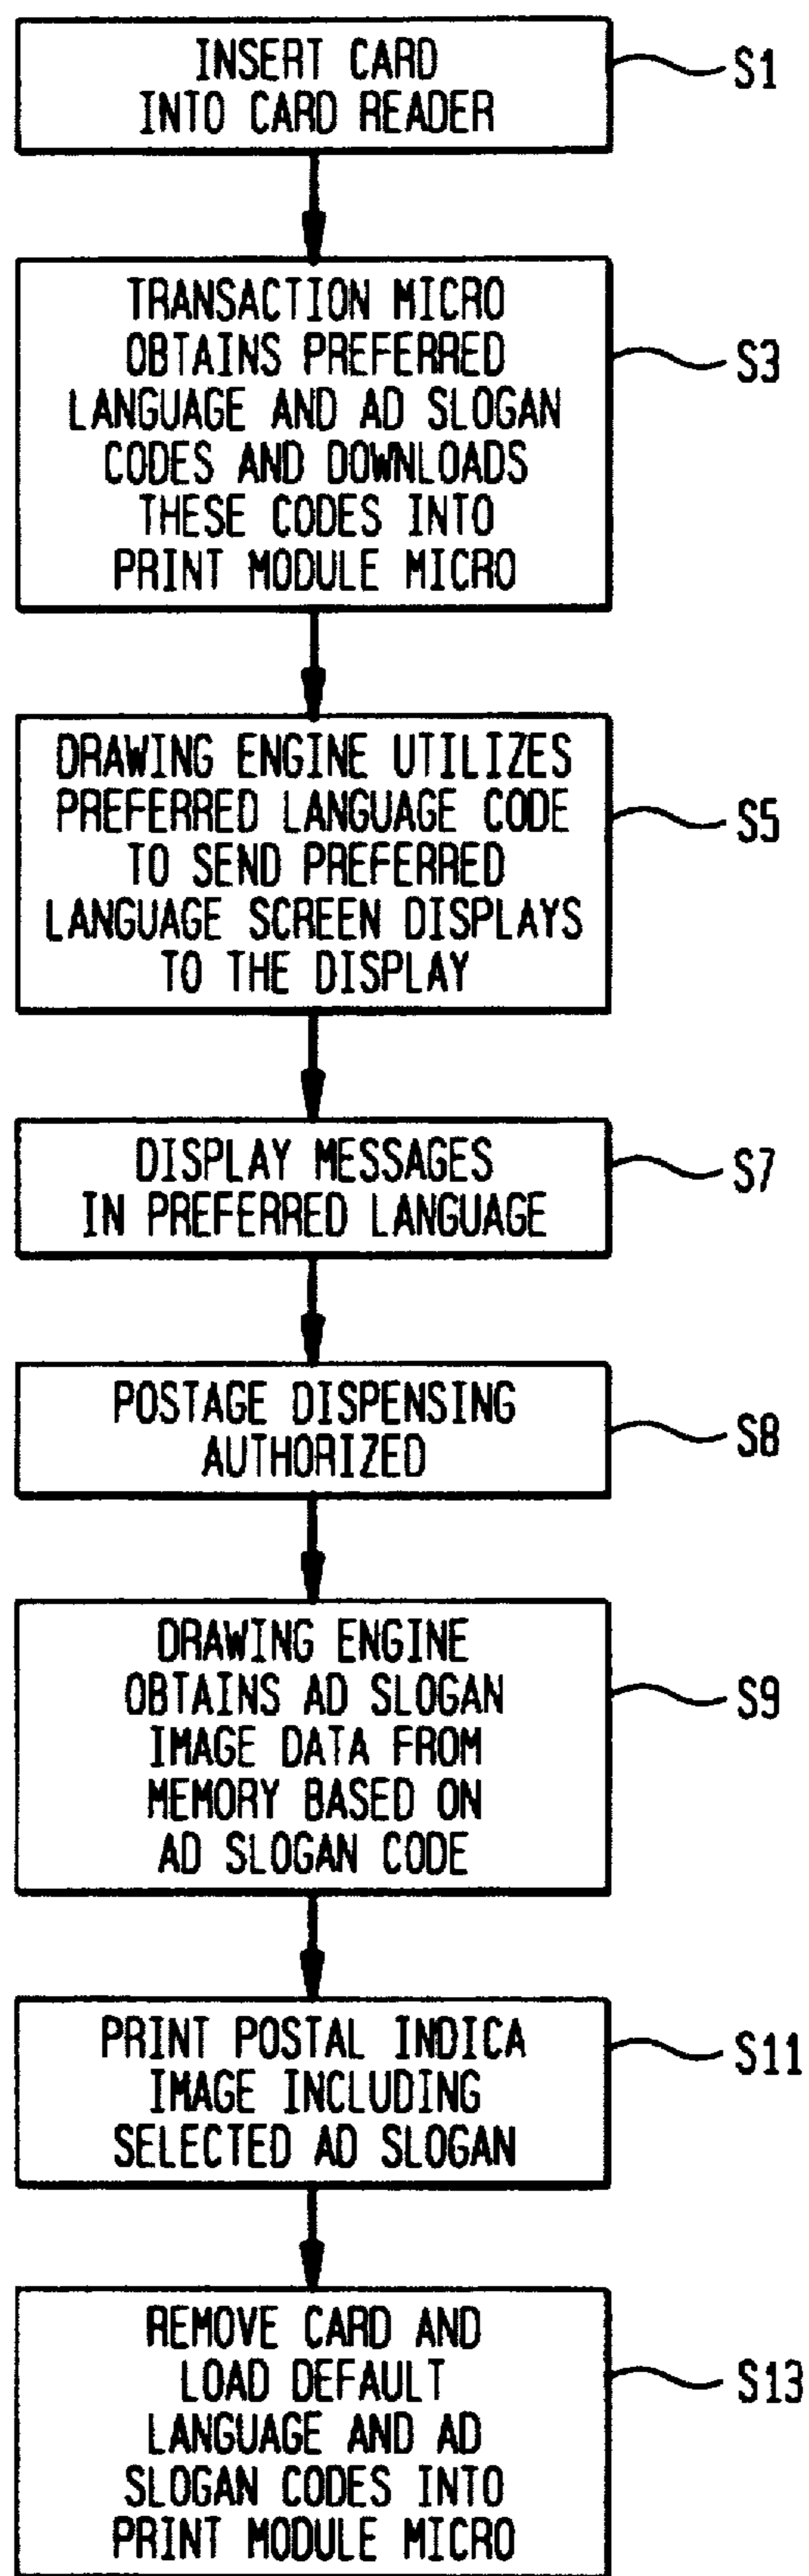 INSERT CARD
INTO CARD READER
S1
TRANSACTION MICRO
OBTAINS PREFERRED
LANGUAGE AND AD SLOGAN
CODES AND DOWNLOADS
THESE CODES INTO
PRINT MODULE MICRO
S3
DRAWING ENGINE UTILIZES
PREFERRED LANGUAGE CODE
TO SEND PREFERRED
LANGUAGE SCREEN DISPLAYS
TO THE DISPLAY
S5
DISPLAY MESSAGES
IN PREFERRED LANGUAGE
S7
POSTAGE DISPENSING
AUTHORIZED
S8
DRAWING ENGINE
OBTAINS AD SLOGAN
IMAGE DATA FROM
MEMORY BASED ON
AD SLOGAN CODE
S9
PRINT POSTAL INDICA
IMAGE INCLUDING
SELECTED AD SLOGAN
S11
REMOVE CARD AND
LOAD DEFAULT
LANGUAGE AND AD
SLOGAN CODES INTO
PRINT MODULE MICRO
S13